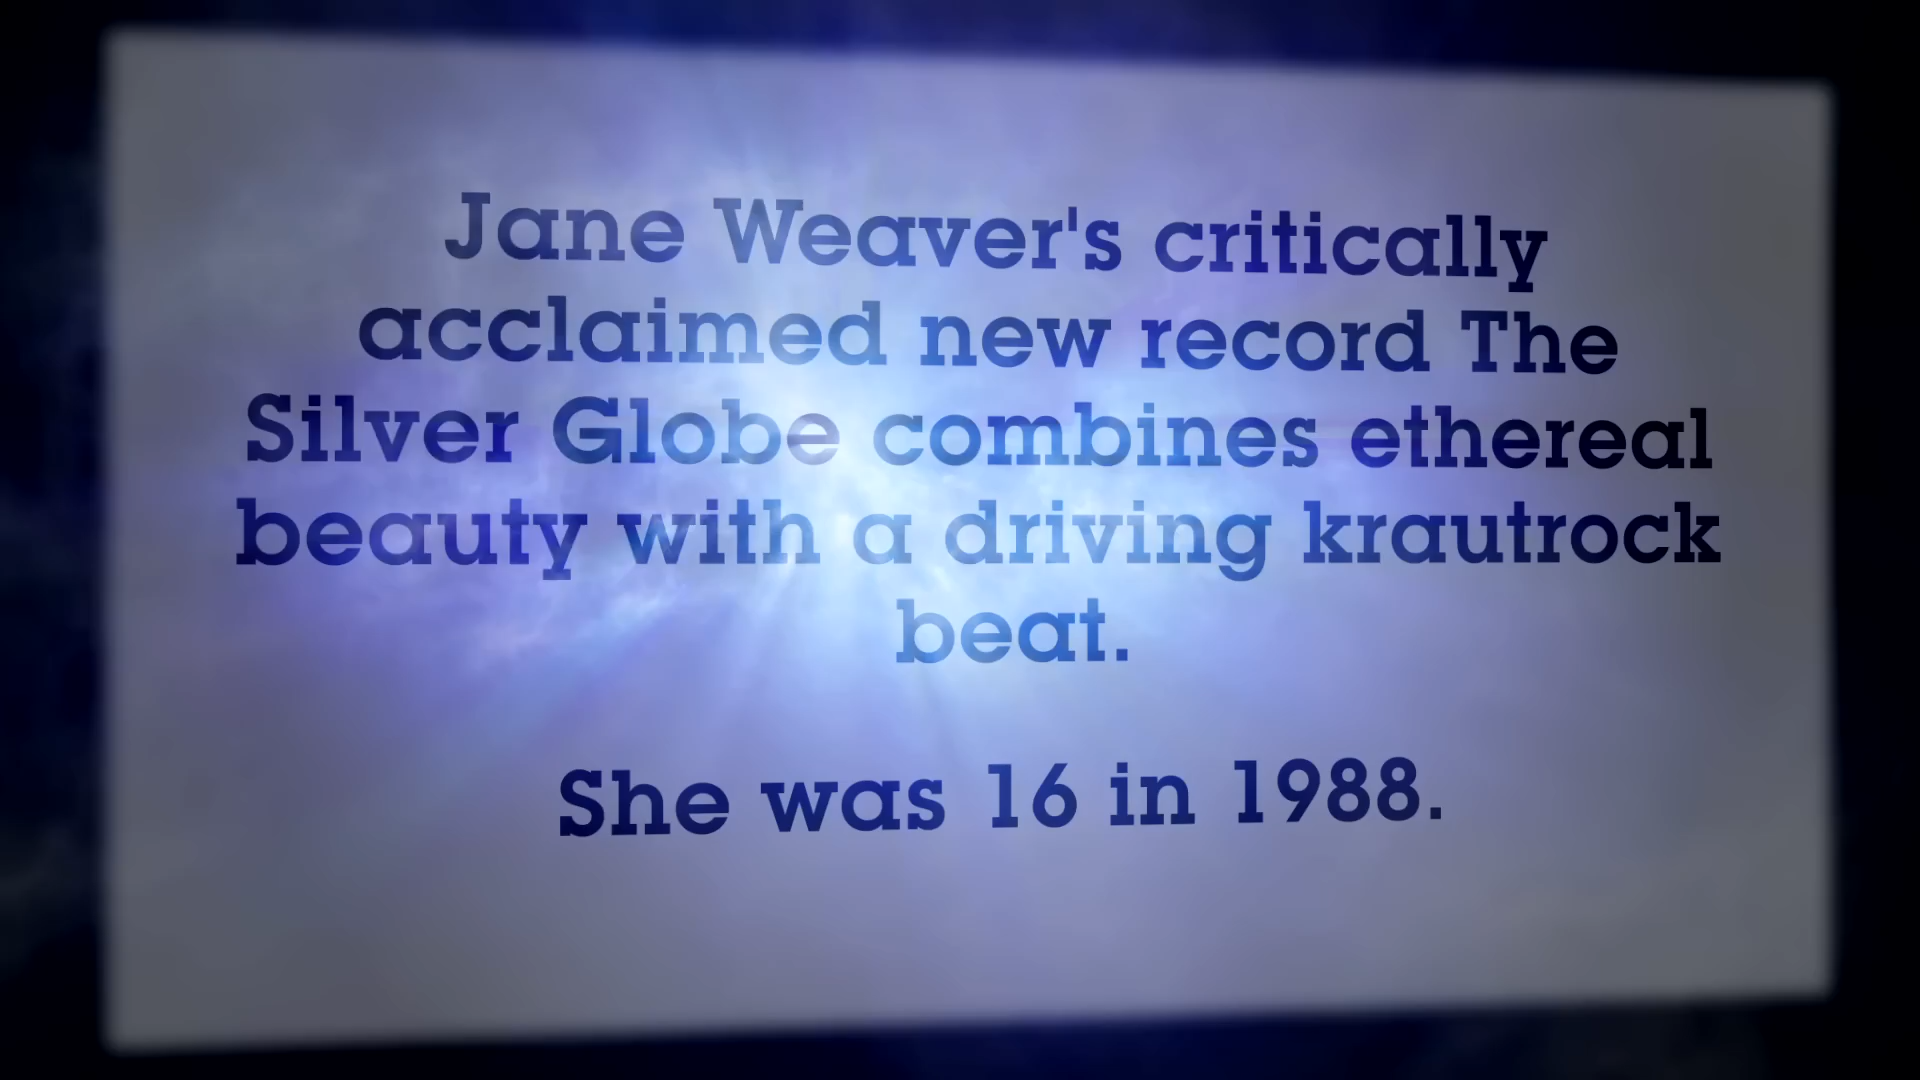 Jane Weaver's critically
acclaimed new record The
Silver Globe combines ethereal
beauty with a driving krautrock
beat.
She was 16 in 1988.